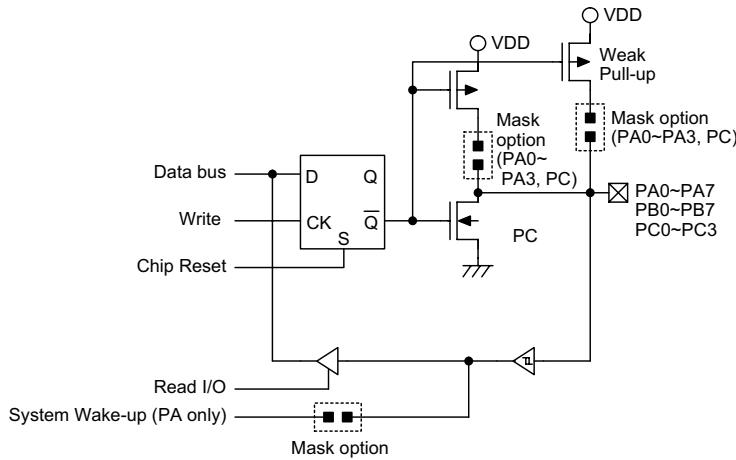 VDD
VDD
Weak
Pull-up
Mask
option
(PA0~
PA3, PC)
Mask option
(PA0~PA3, PC)
Data bus
D
Q
PA0~PA7
PB0~PB7
PC0~PC3
Write
CK
Q
S
PC
Chip Reset
Read I/O
System Wake-up (PA only)
Mask option